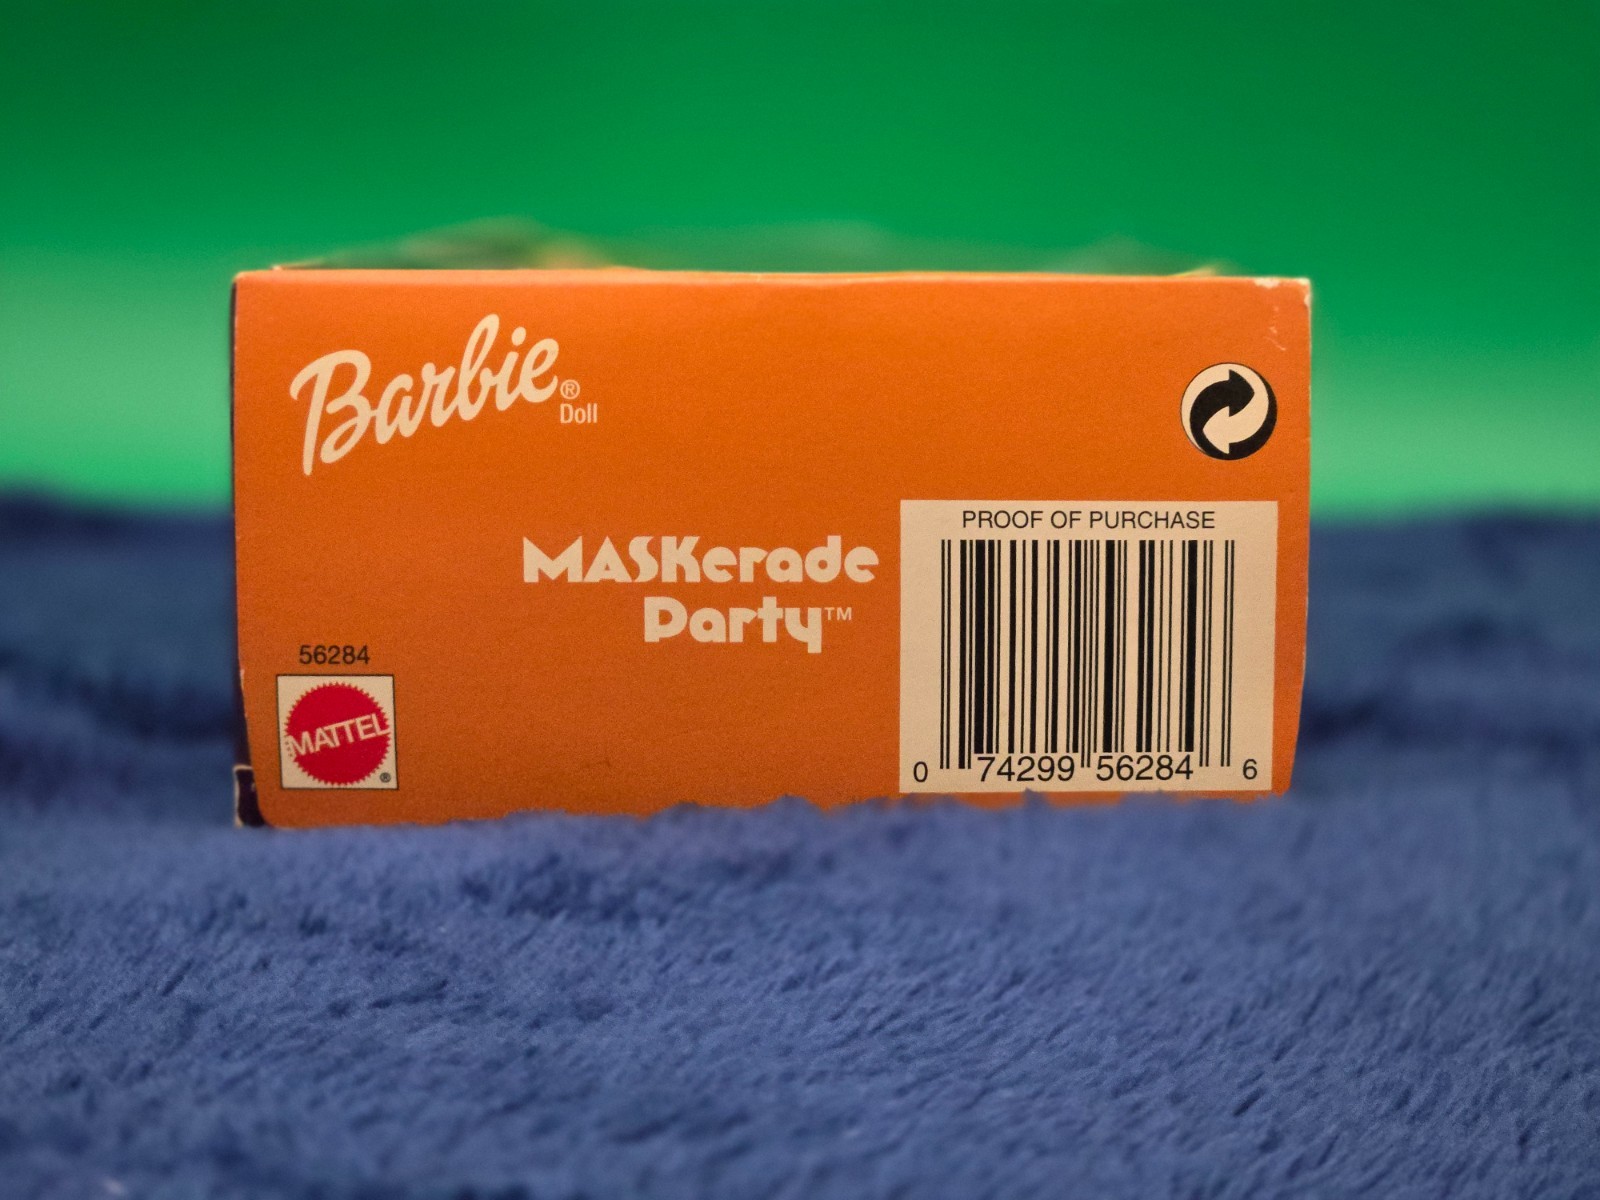 Barbie®
Doll
PROOF OF PURCHASE
MASKerade
Party™
56284
MATTEL
®
0 74299 56284 6